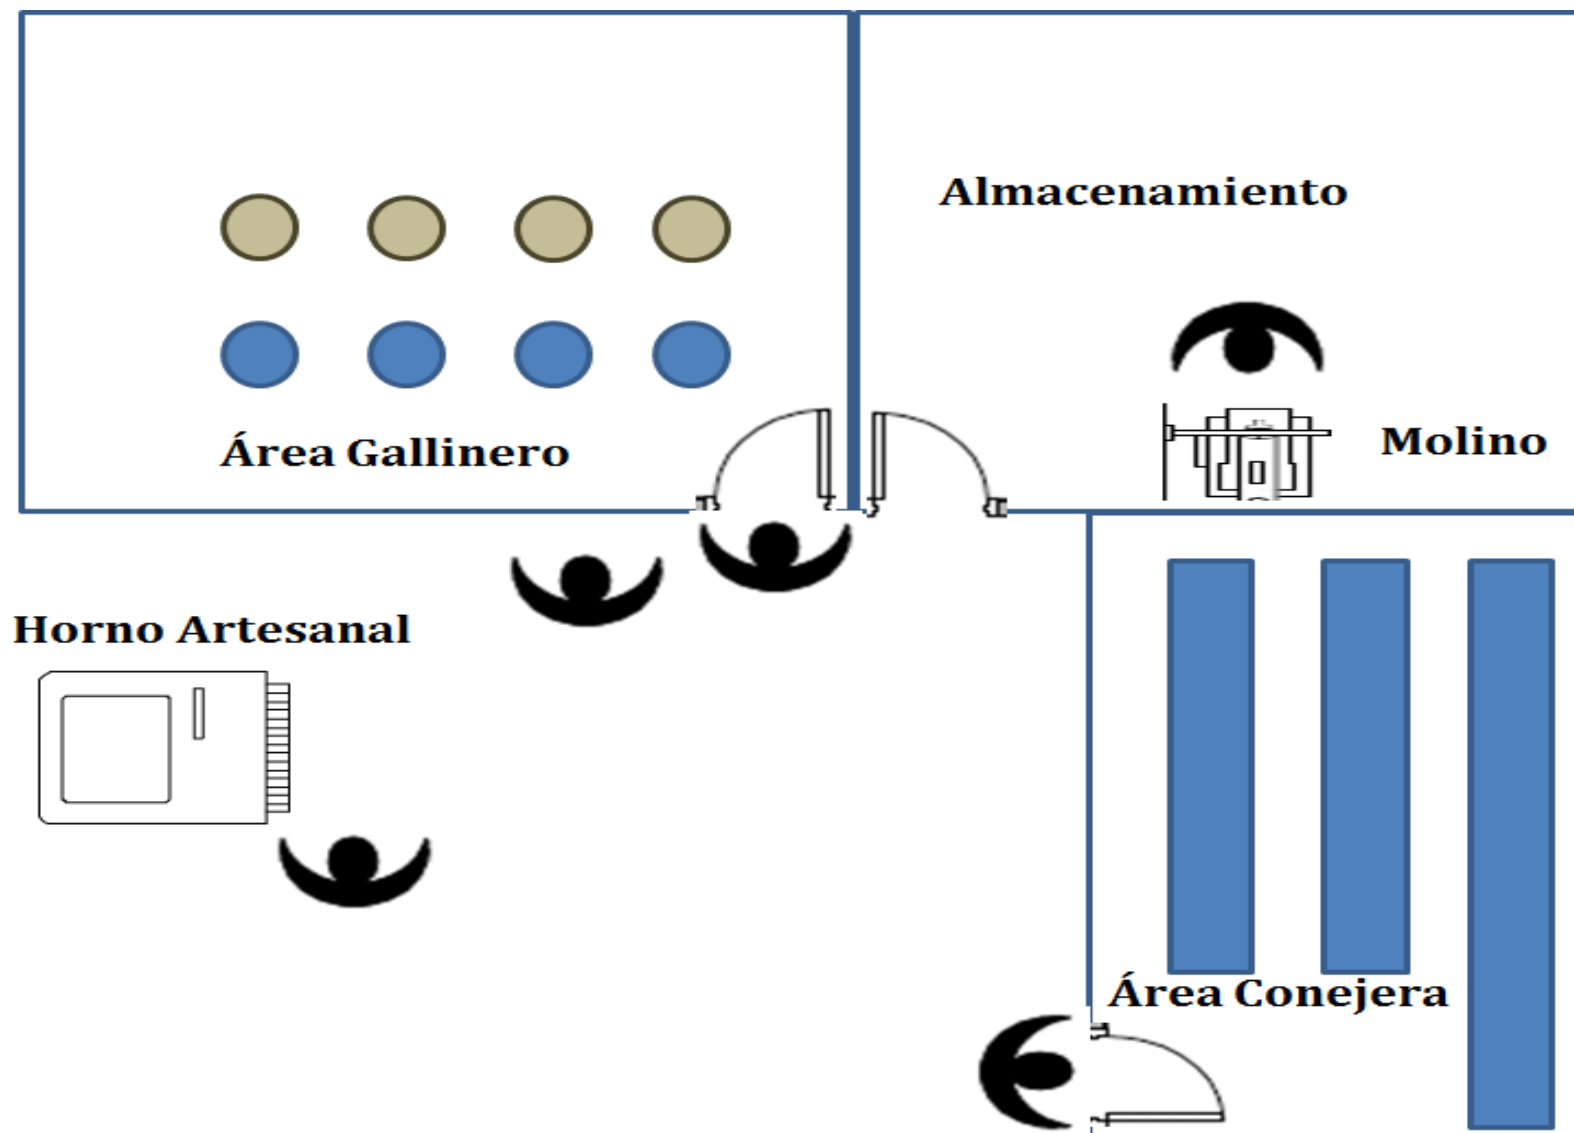 Almacenamiento
Área Gallinero
Molino
Horno Artesanal
Área Conejera